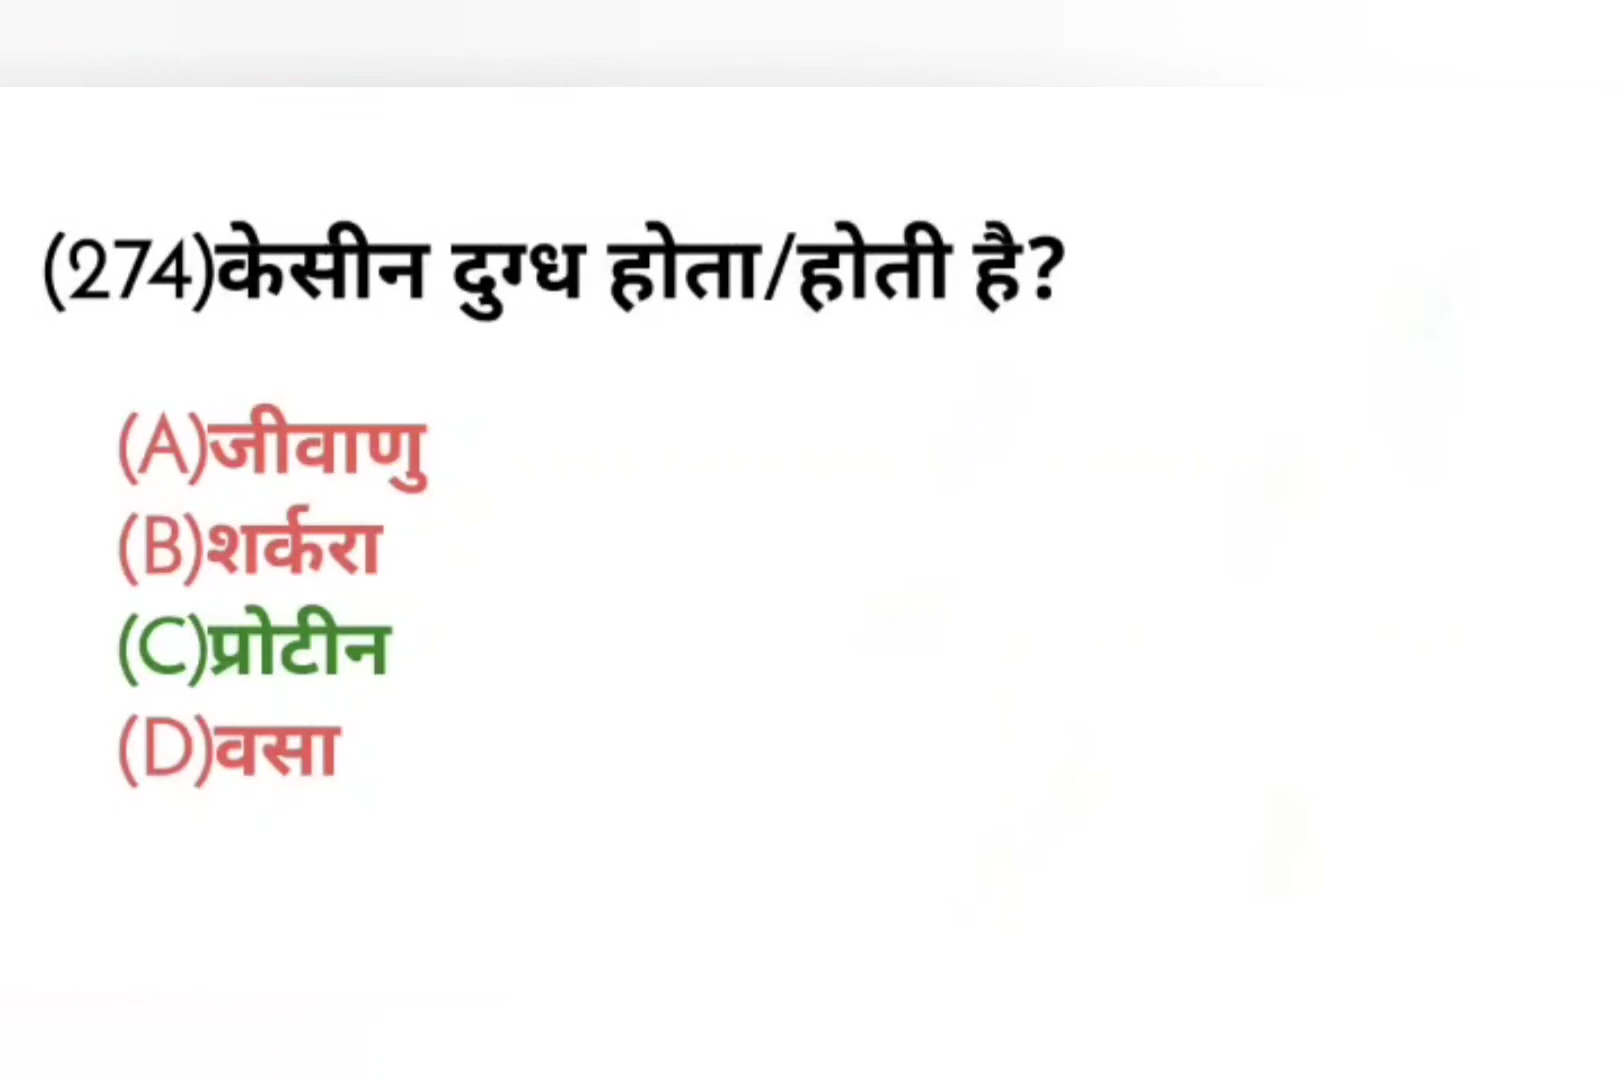 (274)केसीन दुग्ध होता/होती है?
(A)जीवाणु
(B)शर्करा
(C)प्रोटीन
(D)वसा